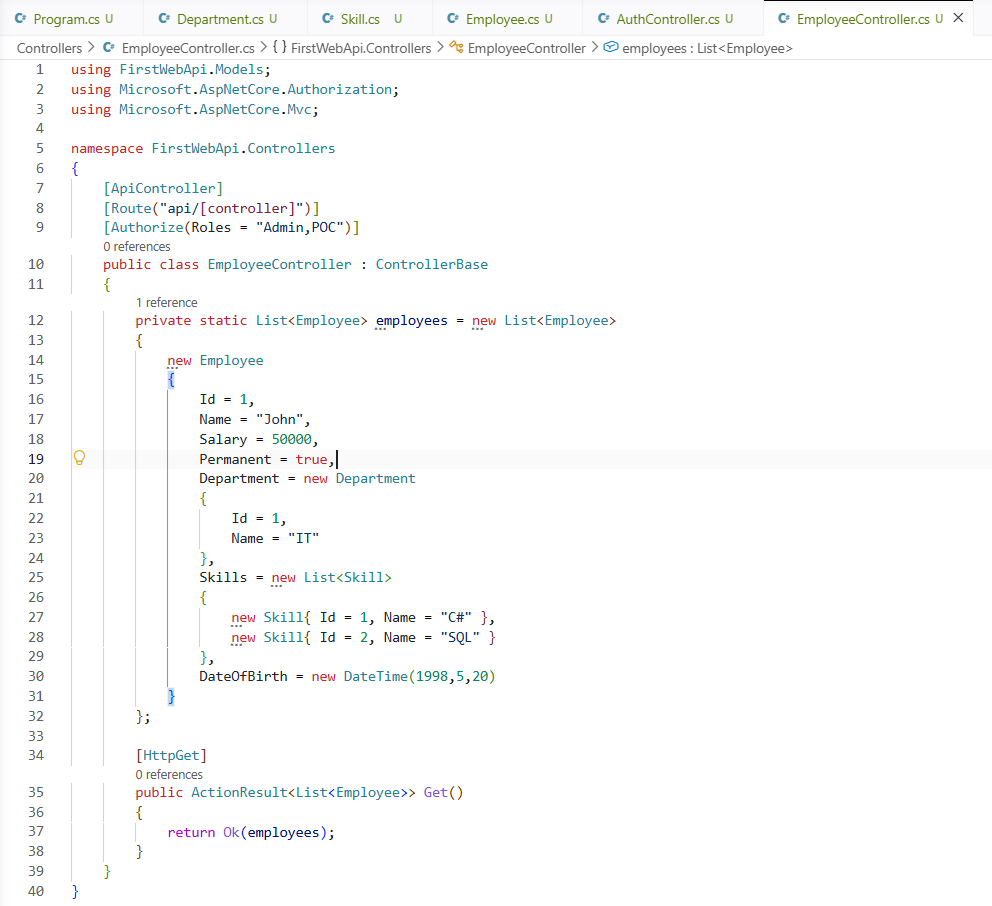 Program.cs U Department.cs U Skill.cs U Employee.cs U AuthController.cs U EmployeeController.cs U
Controllers > EmployeeController.cs > {} FirstWebApi.Controllers > EmployeeController > employees : List<Employee>
1 using FirstWebApi.Models;
2 using Microsoft.AspNetCore.Authorization;
3 using Microsoft.AspNetCore.Mvc;
4
5 namespace FirstWebApi.Controllers
6 {
7 [ApiController]
8 [Route("api/[controller]")]
9 [Authorize(Roles = "Admin,POC")]
0 references
10 public class EmployeeController : ControllerBase
11 {
1 reference
12 private static List<Employee> employees = new List<Employee>
13 {
14 new Employee
15 {
16 Id = 1,
17 Name = "John",
18 Salary = 50000,
19 Permanent = true,
20 Department = new Department
21 {
22 Id = 1,
23 Name = "IT"
24 },
25 Skills = new List<Skill>
26 {
27 new Skill{ Id = 1, Name = "C#" },
28 new Skill{ Id = 2, Name = "SQL" }
29 },
30 DateOfBirth = new DateTime(1998,5,20)
31 }
32 };
33
34 [HttpGet]
0 references
35 public ActionResult<List<Employee>> Get()
36 {
37 return Ok(employees);
38 }
39 }
40 }